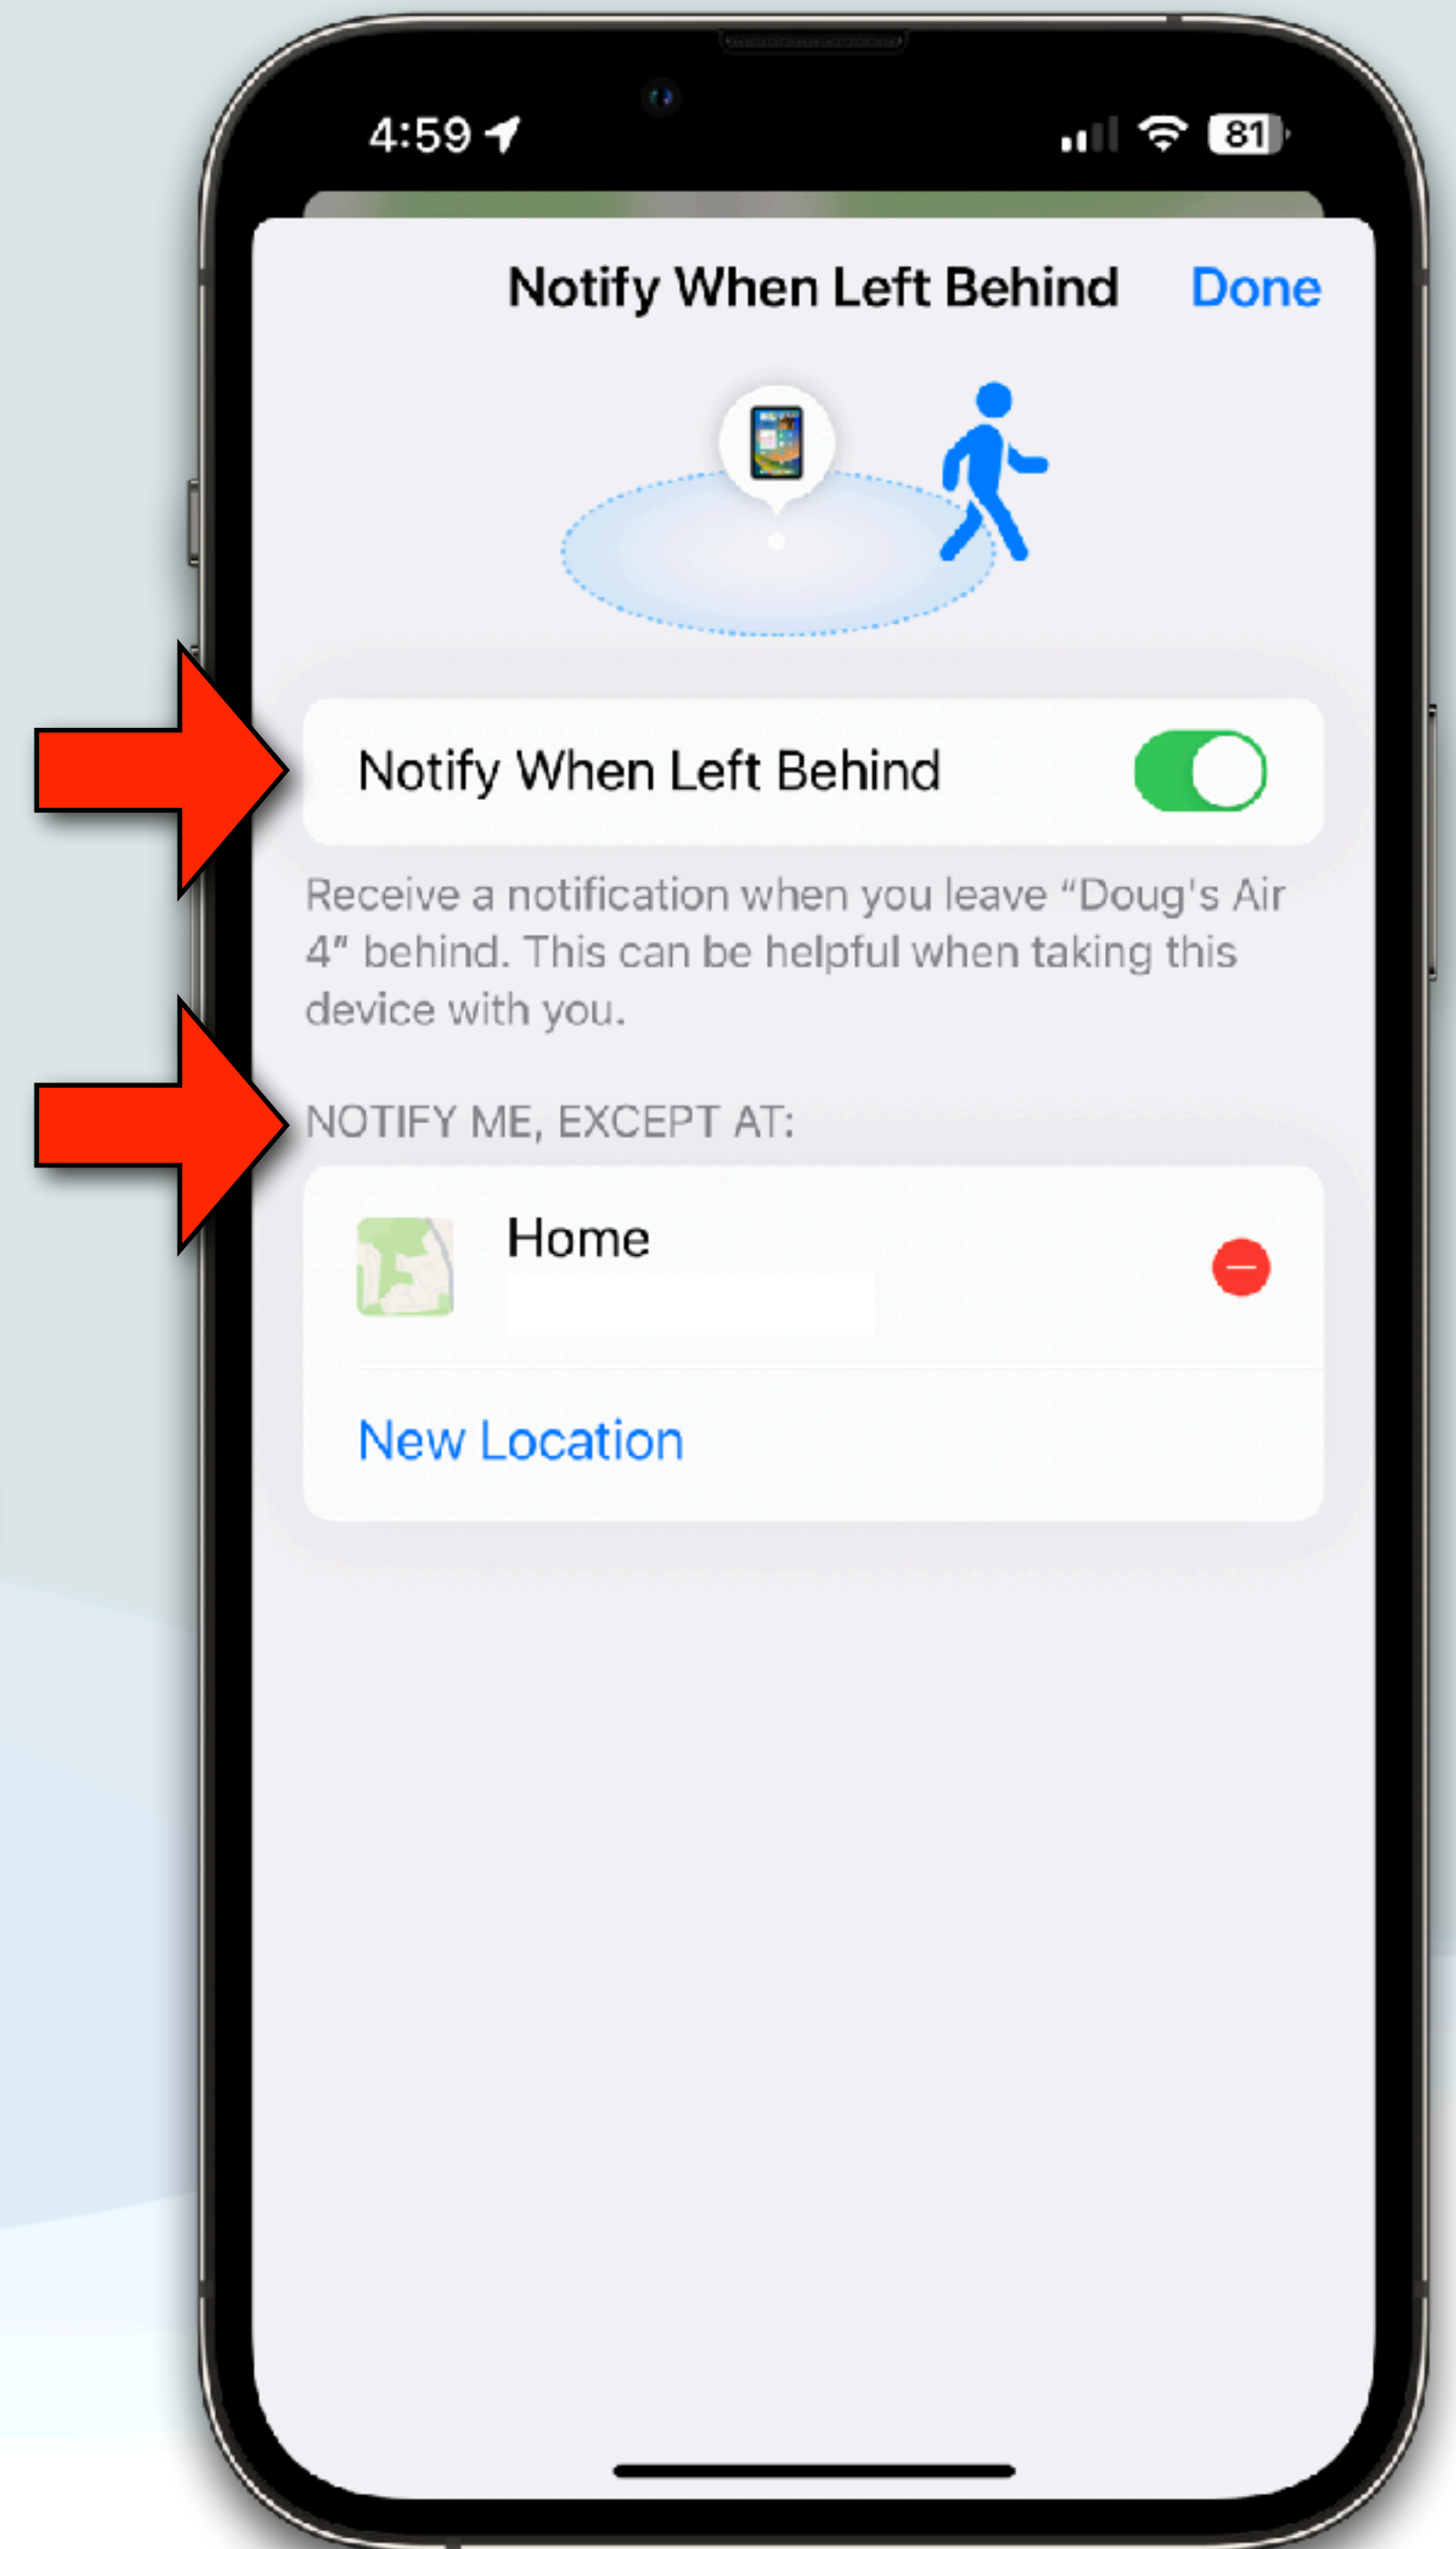 4:59
81
Notify When Left Behind Done
Notify When Left Behind
Receive a notification when you leave “Doug's Air
4” behind. This can be helpful when taking this
device with you.
NOTIFY ME, EXCEPT AT:
Home
New Location